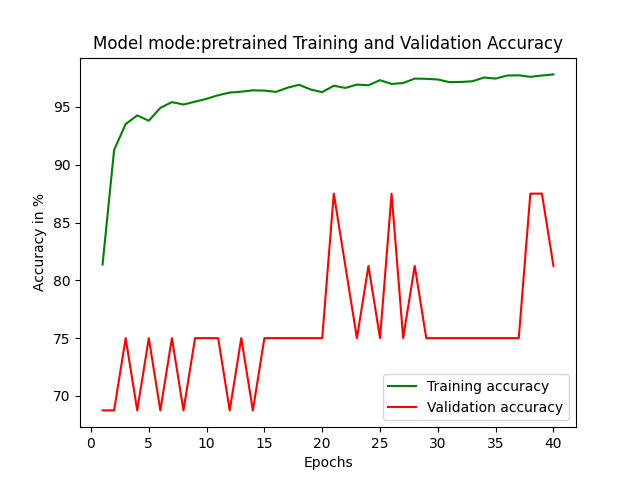 Model mode:pretrained Training and Validation Accuracy
95
90
85
80
75
70
Accuracy in %
0 5 10 15 20 25 30 35 40
Epochs
Training accuracy
Validation accuracy